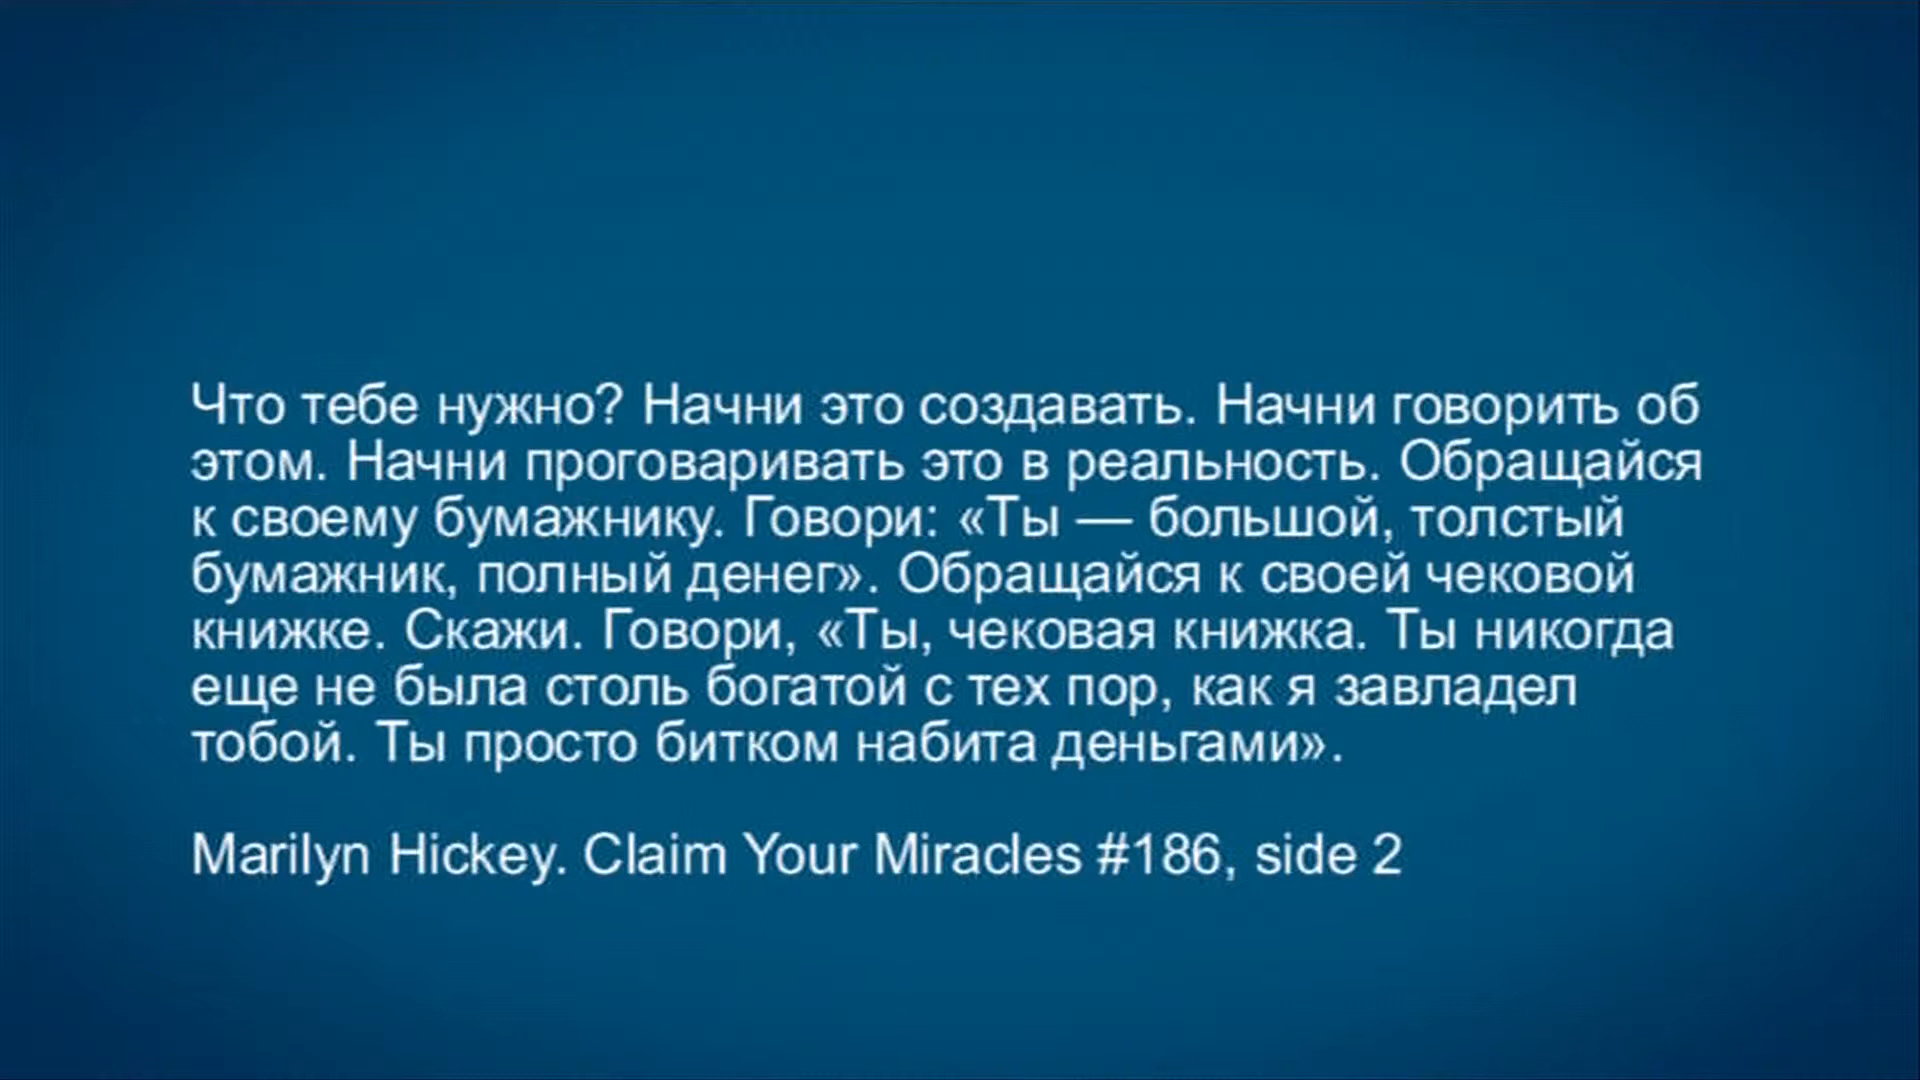 Что тебе нужно? Начни это создавать. Начни говорить об
этом. Начни проговаривать это в реальность. Обращайся
к своему бумажнику. Говори: «Ты — большой, толстый
бумажник, полный денег». Обращайся к своей чековой
книжке. Скажи. Говори, «Ты, чековая книжка. Ты никогда
еще не была столь богатой с тех пор, как я завладел
тобой. Ты просто битком набита деньгами».
Marilyn Hickey. Claim Your Miracles #186, side 2